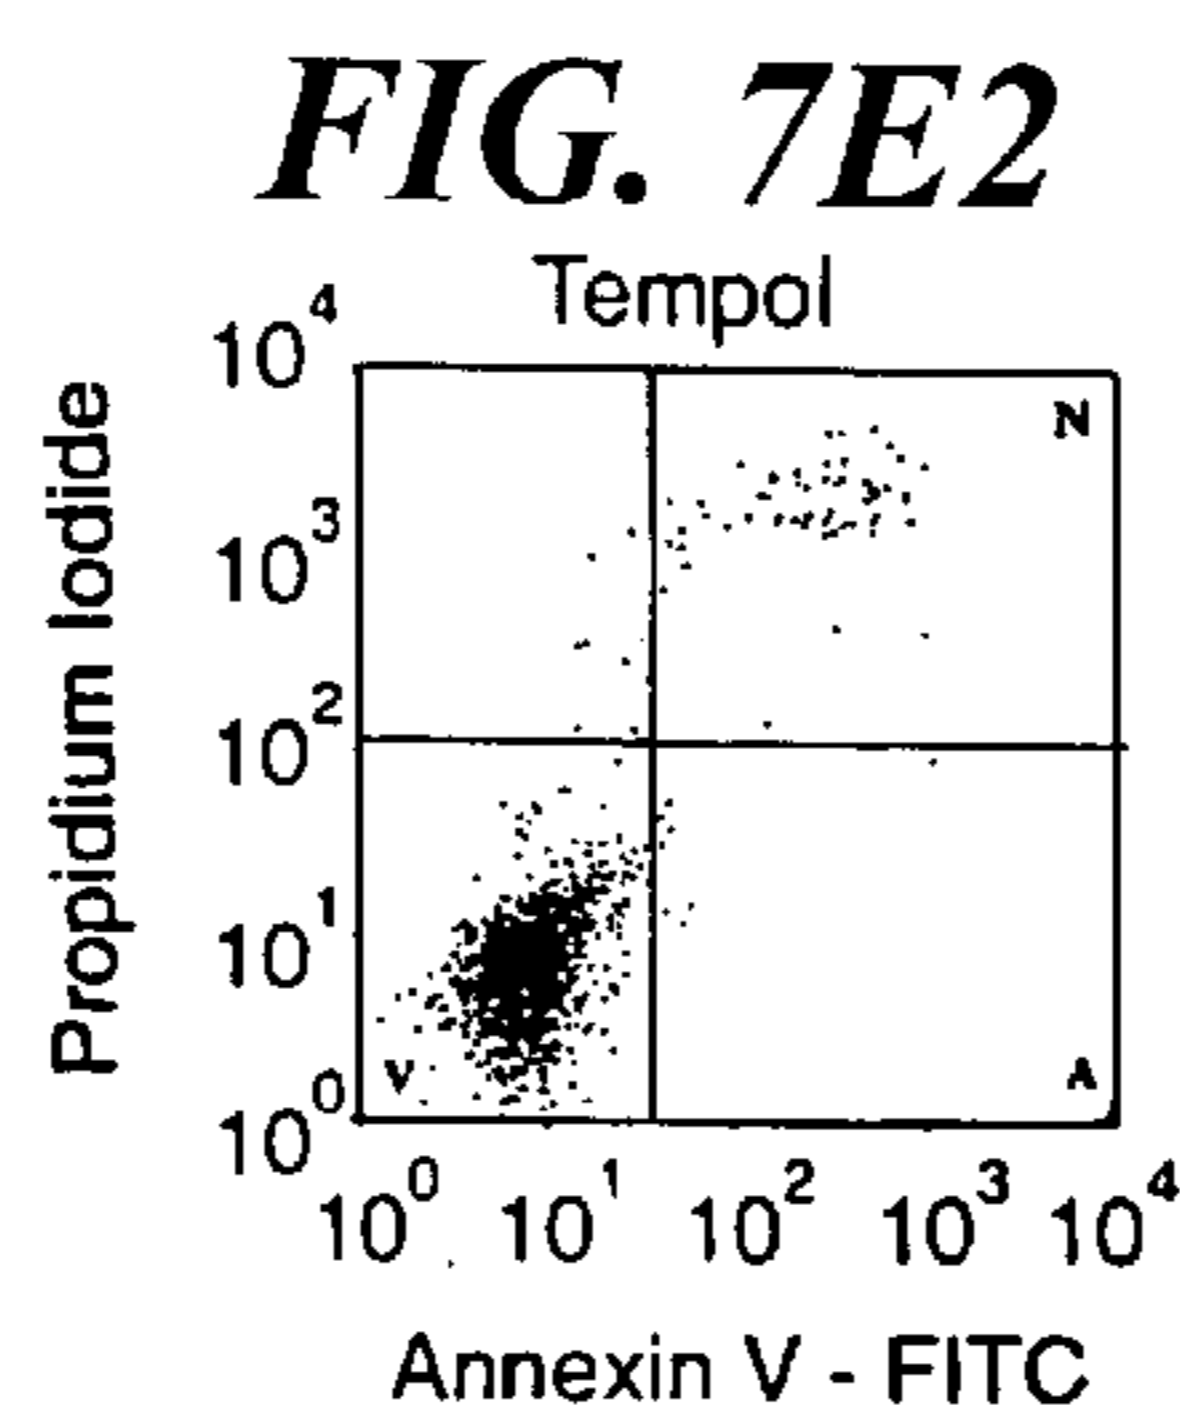 FIG. 7E2
Tempol
10^4
N
10^3
10^2
10^1
V
A
10^0
10^0 10^1 10^2 10^3 10^4
Propidium Iodide
Annexin V - FITC